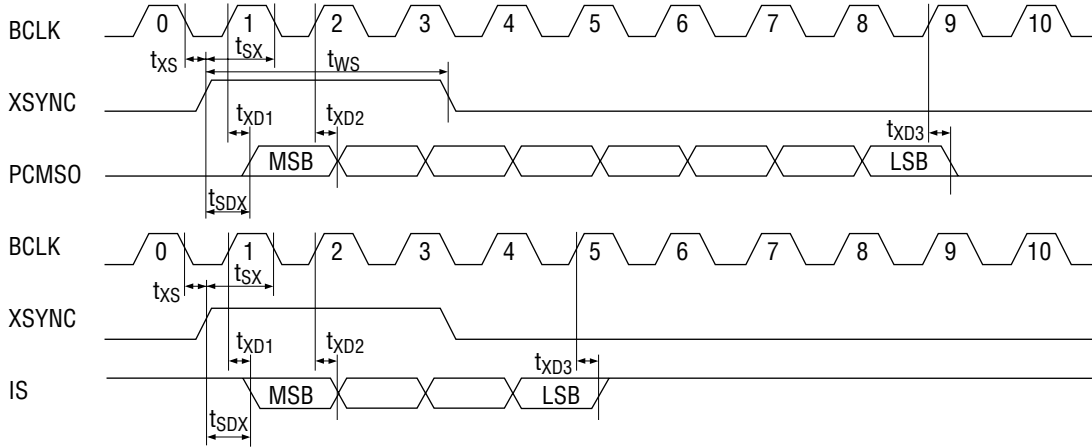 BCLK 0 1 2 3 4 5 6 7 8 9 10
tXS tSX tWS
XSYNC
tXD1 tXD2 tXD3
PCMSO MSB LSB
tSDX
BCLK 0 1 2 3 4 5 6 7 8 9 10
tXS tSX
XSYNC
tXD1 tXD2 tXD3
IS MSB LSB
tSDX